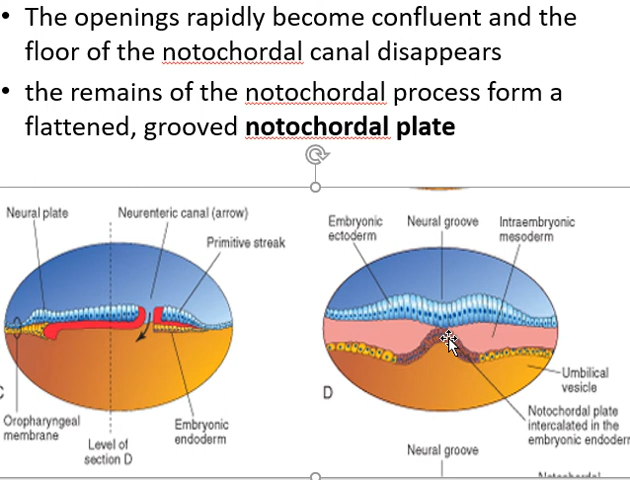 • The openings rapidly become confluent and the
floor of the notochordal canal disappears
• the remains of the notochordal process form a
flattened, grooved notochordal plate
Neural plate
Neurenteric canal (arrow)
Primitive streak
Oropharyngeal
membrane
Level of
section D
Embryonic
endoderm
Embryonic
ectoderm
Neural groove
Intraembryonic
mesoderm
D
Umbilical
vesicle
Notochordal plate
intercalated in the
embryonic endoderm
Neural groove